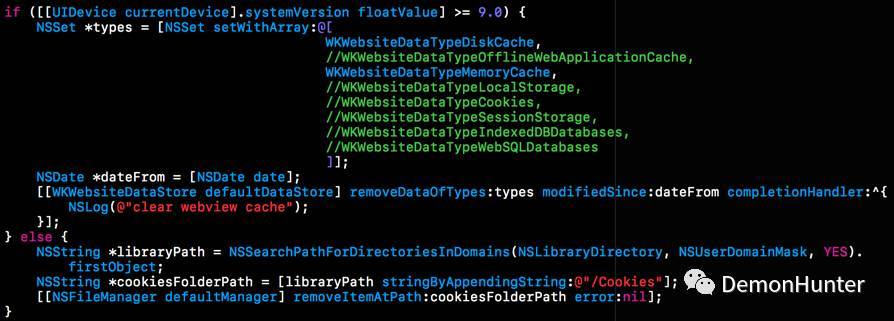 if ([[UIDevice currentDevice].systemVersion floatValue] >= 9.0) {
    NSSet *types = [NSSet setWithArray:@[
                                         WKWebsiteDataTypeDiskCache,
                                         //WKWebsiteDataTypeOfflineWebApplicationCache,
                                         WKWebsiteDataTypeMemoryCache,
                                         //WKWebsiteDataTypeLocalStorage,
                                         //WKWebsiteDataTypeCookies,
                                         //WKWebsiteDataTypeSessionStorage,
                                         //WKWebsiteDataTypeIndexedDBDatabases,
                                         //WKWebsiteDataTypeWebSQLDatabases
                                         ]];
    NSDate *dateFrom = [NSDate date];
    [[WKWebsiteDataStore defaultDataStore] removeDataOfTypes:types modifiedSince:dateFrom completionHandler:^{
        NSLog(@"clear webview cache");
    }];
} else {
    NSString *libraryPath = NSSearchPathForDirectoriesInDomains(NSLibraryDirectory, NSUserDomainMask, YES).
        firstObject;
    NSString *cookiesFolderPath = [libraryPath stringByAppendingString:@"/Cookies"];
    [[NSFileManager defaultManager] removeItemAtPath:cookiesFolderPath error:nil];
}
DemonHunter